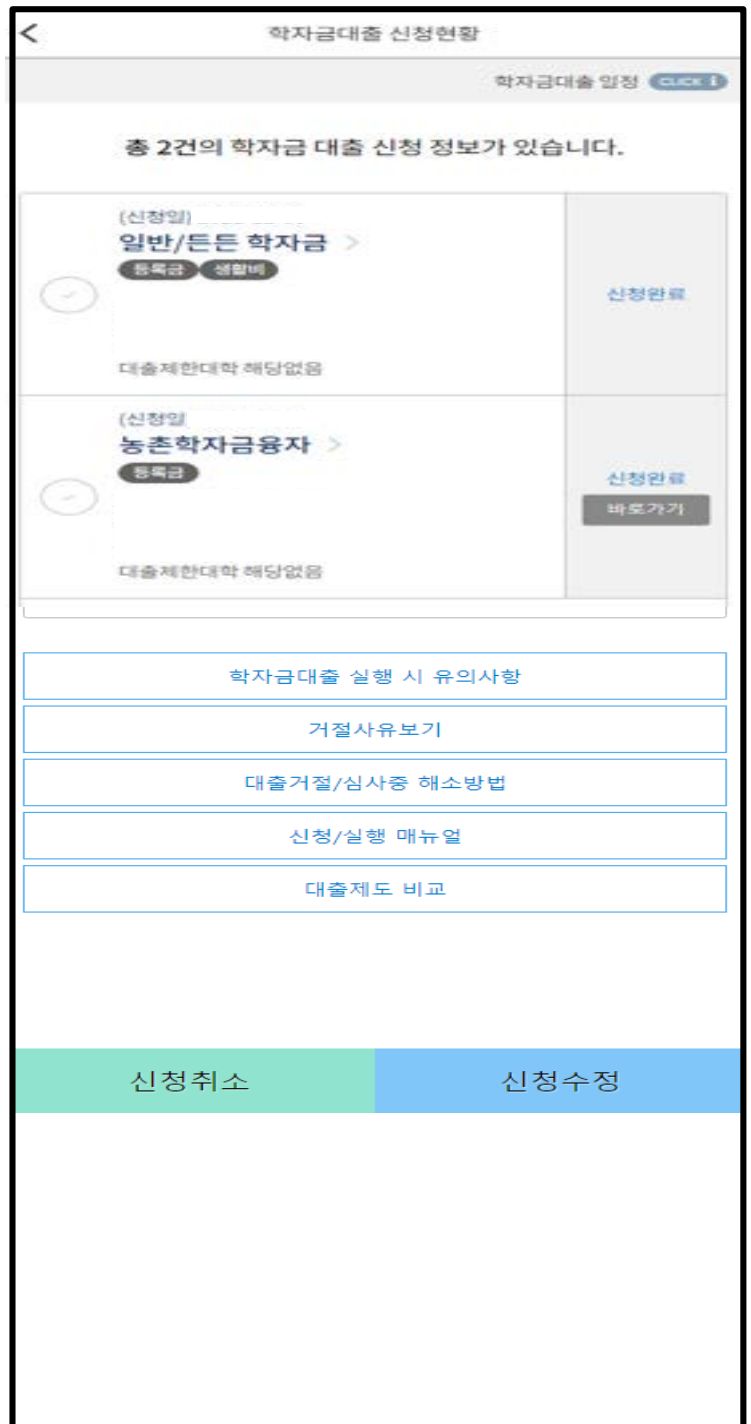 학자금대출 신청현황
학자금대출 일정 CLICK i
총 2건의 학자금 대출 신청 정보가 있습니다.
(신청일)
일반/든든 학자금 >
등록금 생활비
신청완료
대출제한대학 해당없음
(신청일
농촌학자금융자 >
등록금
신청완료
바로가기
대출제한대학 해당없음
학자금대출 실행 시 유의사항
거절사유보기
대출거절/심사중 해소방법
신청/실행 매뉴얼
대출제도 비교
신청취소 신청수정